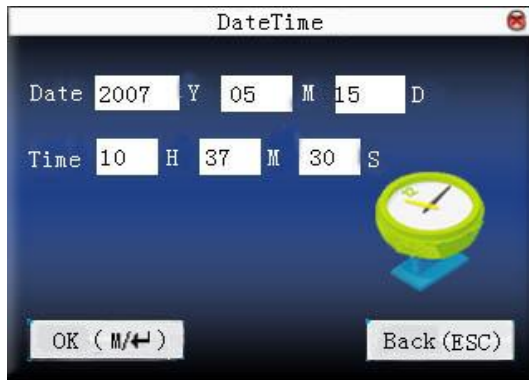 DateTime
Date 2007 Y 05 M 15 D
Time 10 H 37 M 30 S
OK (M/↵) Back(ESC)